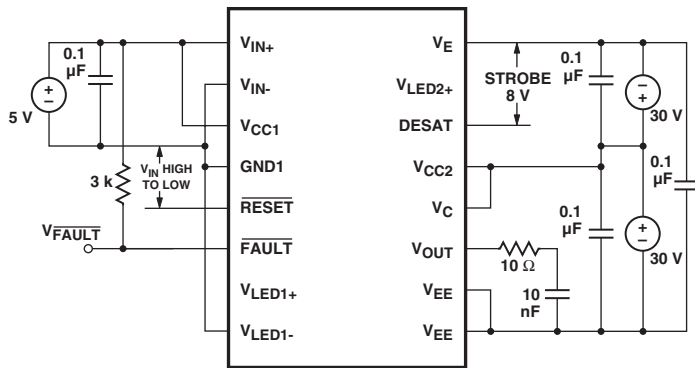 0.1
µF
5 V
3 k
V_IN HIGH
TO LOW
V_FAULT
V_IN+
V_IN-
V_CC1
GND1
RESET
FAULT
V_LED1+
V_LED1-
V_E
V_LED2+
DESAT
V_CC2
V_C
V_OUT
V_EE
V_EE
STROBE
8 V
10 Ω
10
nF
0.1
µF
30 V
0.1
µF
0.1
µF
30 V